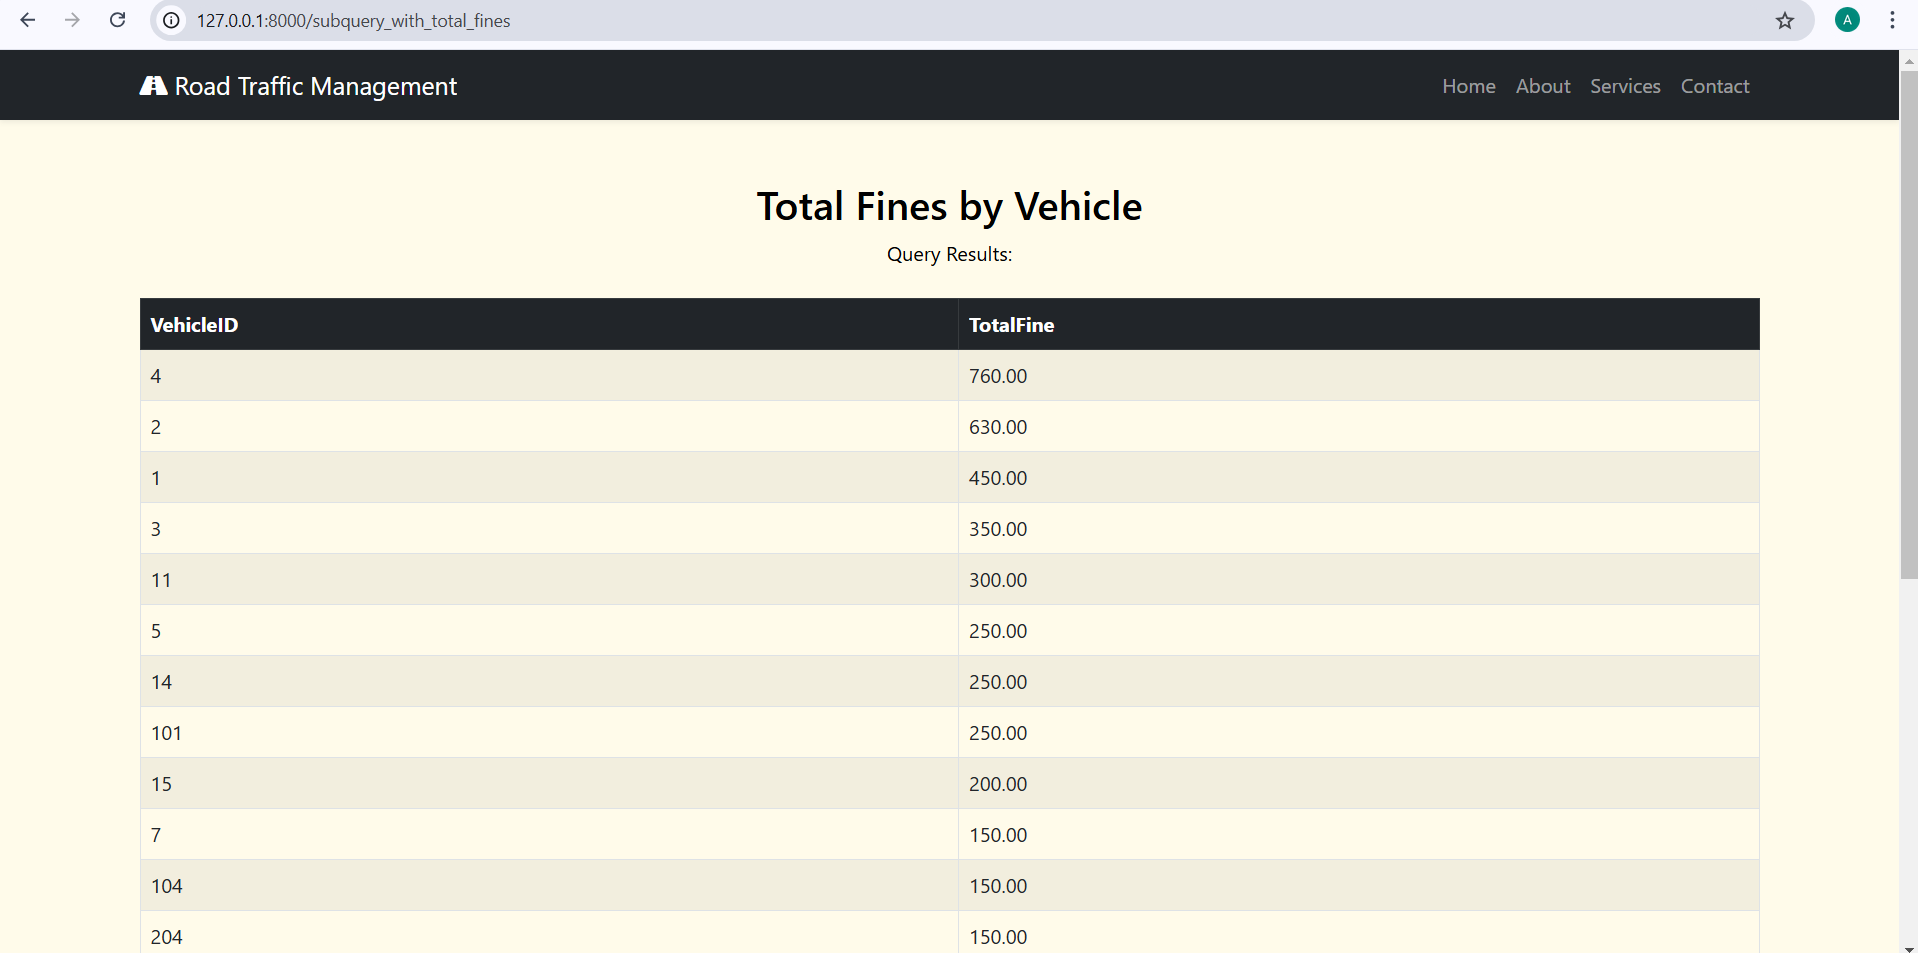 127.0.0.1:8000/subquery_with_total_fines
A
Road Traffic Management
Home About Services Contact
Total Fines by Vehicle
Query Results:
VehicleID TotalFine
4 760.00
2 630.00
1 450.00
3 350.00
11 300.00
5 250.00
14 250.00
101 250.00
15 200.00
7 150.00
104 150.00
204 150.00